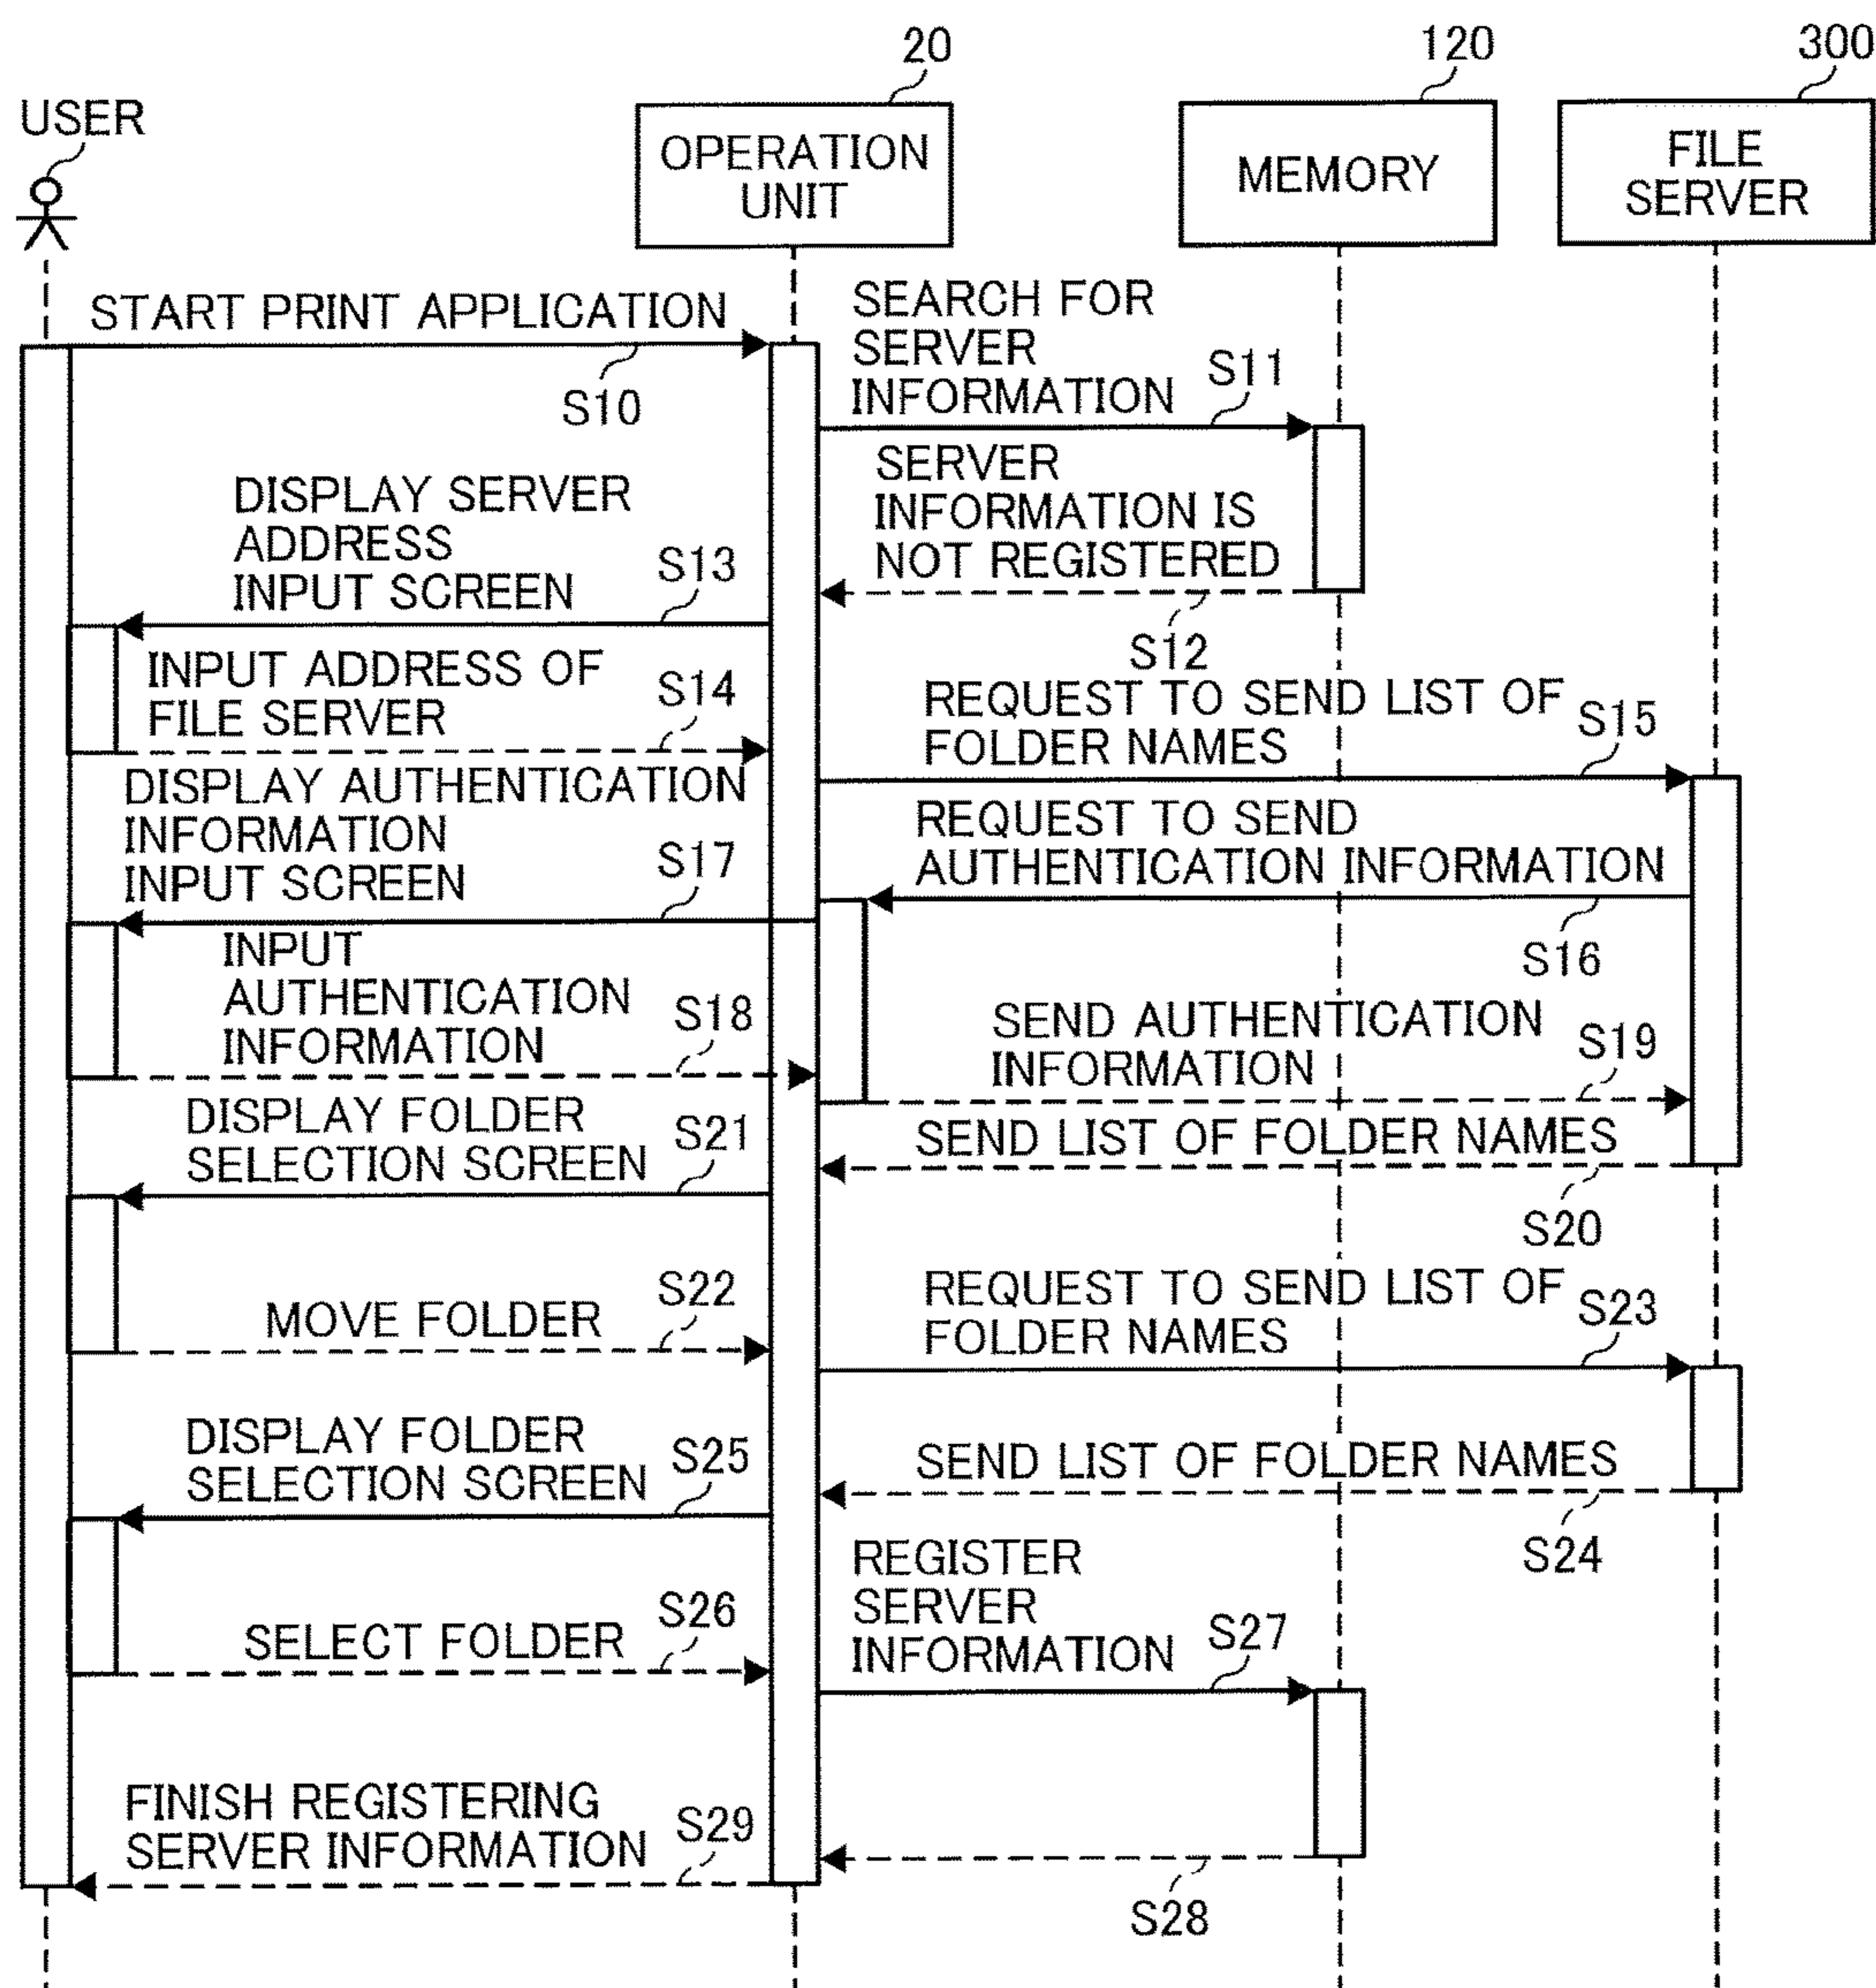 20
120
300
USER
OPERATION
UNIT
MEMORY
FILE
SERVER
START PRINT APPLICATION
S10
SEARCH FOR
SERVER
INFORMATION
S11
SERVER
INFORMATION IS
NOT REGISTERED
S12
DISPLAY SERVER
ADDRESS
INPUT SCREEN
S13
INPUT ADDRESS OF
FILE SERVER
S14
REQUEST TO SEND LIST OF
FOLDER NAMES
S15
REQUEST TO SEND
AUTHENTICATION INFORMATION
S16
DISPLAY AUTHENTICATION
INFORMATION
INPUT SCREEN
S17
INPUT
AUTHENTICATION
INFORMATION
S18
SEND AUTHENTICATION
INFORMATION
S19
SEND LIST OF FOLDER NAMES
S20
DISPLAY FOLDER
SELECTION SCREEN
S21
MOVE FOLDER
S22
REQUEST TO SEND LIST OF
FOLDER NAMES
S23
SEND LIST OF FOLDER NAMES
S24
DISPLAY FOLDER
SELECTION SCREEN
S25
SELECT FOLDER
S26
REGISTER
SERVER
INFORMATION
S27
S28
FINISH REGISTERING
SERVER INFORMATION
S29